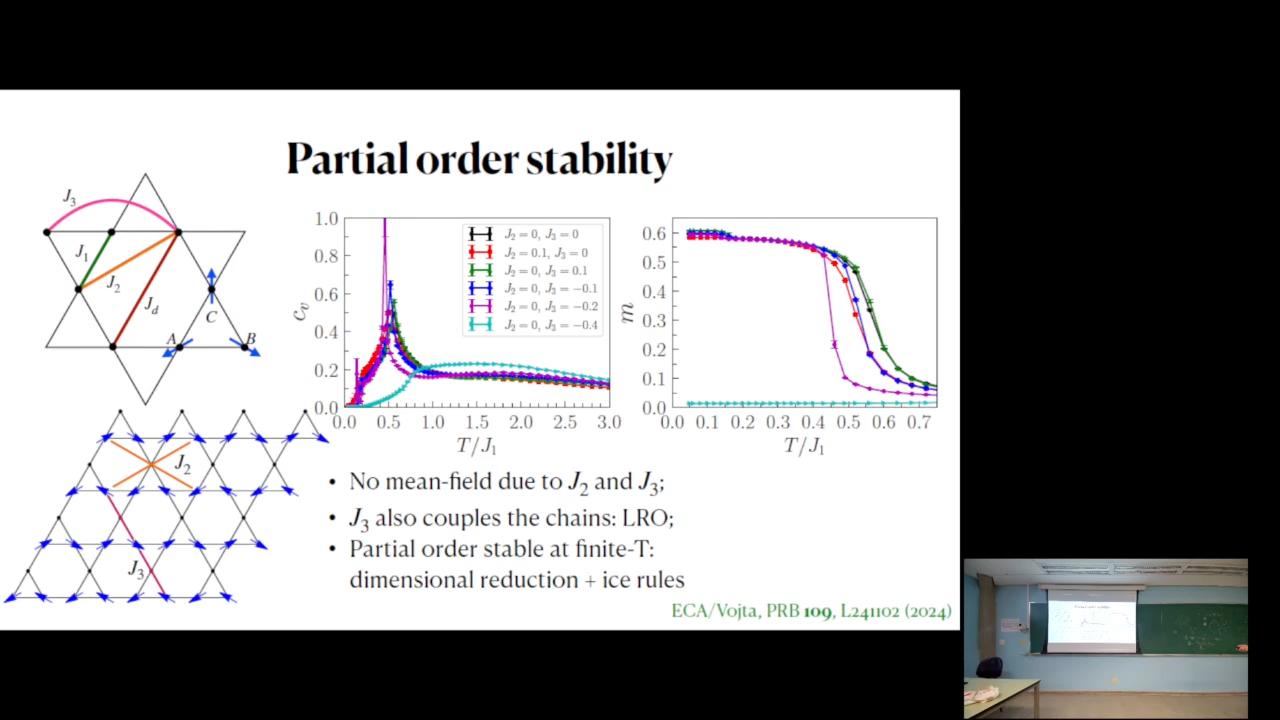 Partial order stability
J3
J1
J2
Jd
C
A
B
J2
J3
cv
1.0
0.8
0.6
0.4
0.2
0.0
0.0 0.5 1.0 1.5 2.0 2.5 3.0
T/J1
J2 = 0, J3 = 0
J2 = 0.1, J3 = 0
J2 = 0, J3 = 0.1
J2 = 0, J3 = −0.1
J2 = 0, J3 = −0.2
J2 = 0, J3 = −0.4
m
0.6
0.5
0.4
0.3
0.2
0.1
0.0
0.0 0.1 0.2 0.3 0.4 0.5 0.6 0.7
T/J1
• No mean-field due to J2 and J3;
• J3 also couples the chains: LRO;
• Partial order stable at finite-T:
dimensional reduction + ice rules
ECA/Vojta, PRB 109, L241102 (2024)